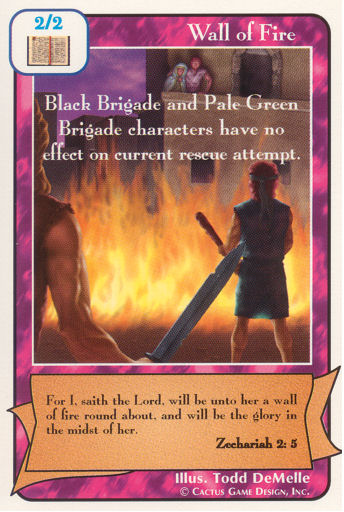 2/2
Wall of Fire
Black Brigade and Pale Green
Brigade characters have no
effect on current rescue attempt.
For I, saith the Lord, will be unto her a wall
of fire round about, and will be the glory in
the midst of her.
Zechariah 2: 5
Illus. Todd DeMelle
© Cactus Game Design, Inc.